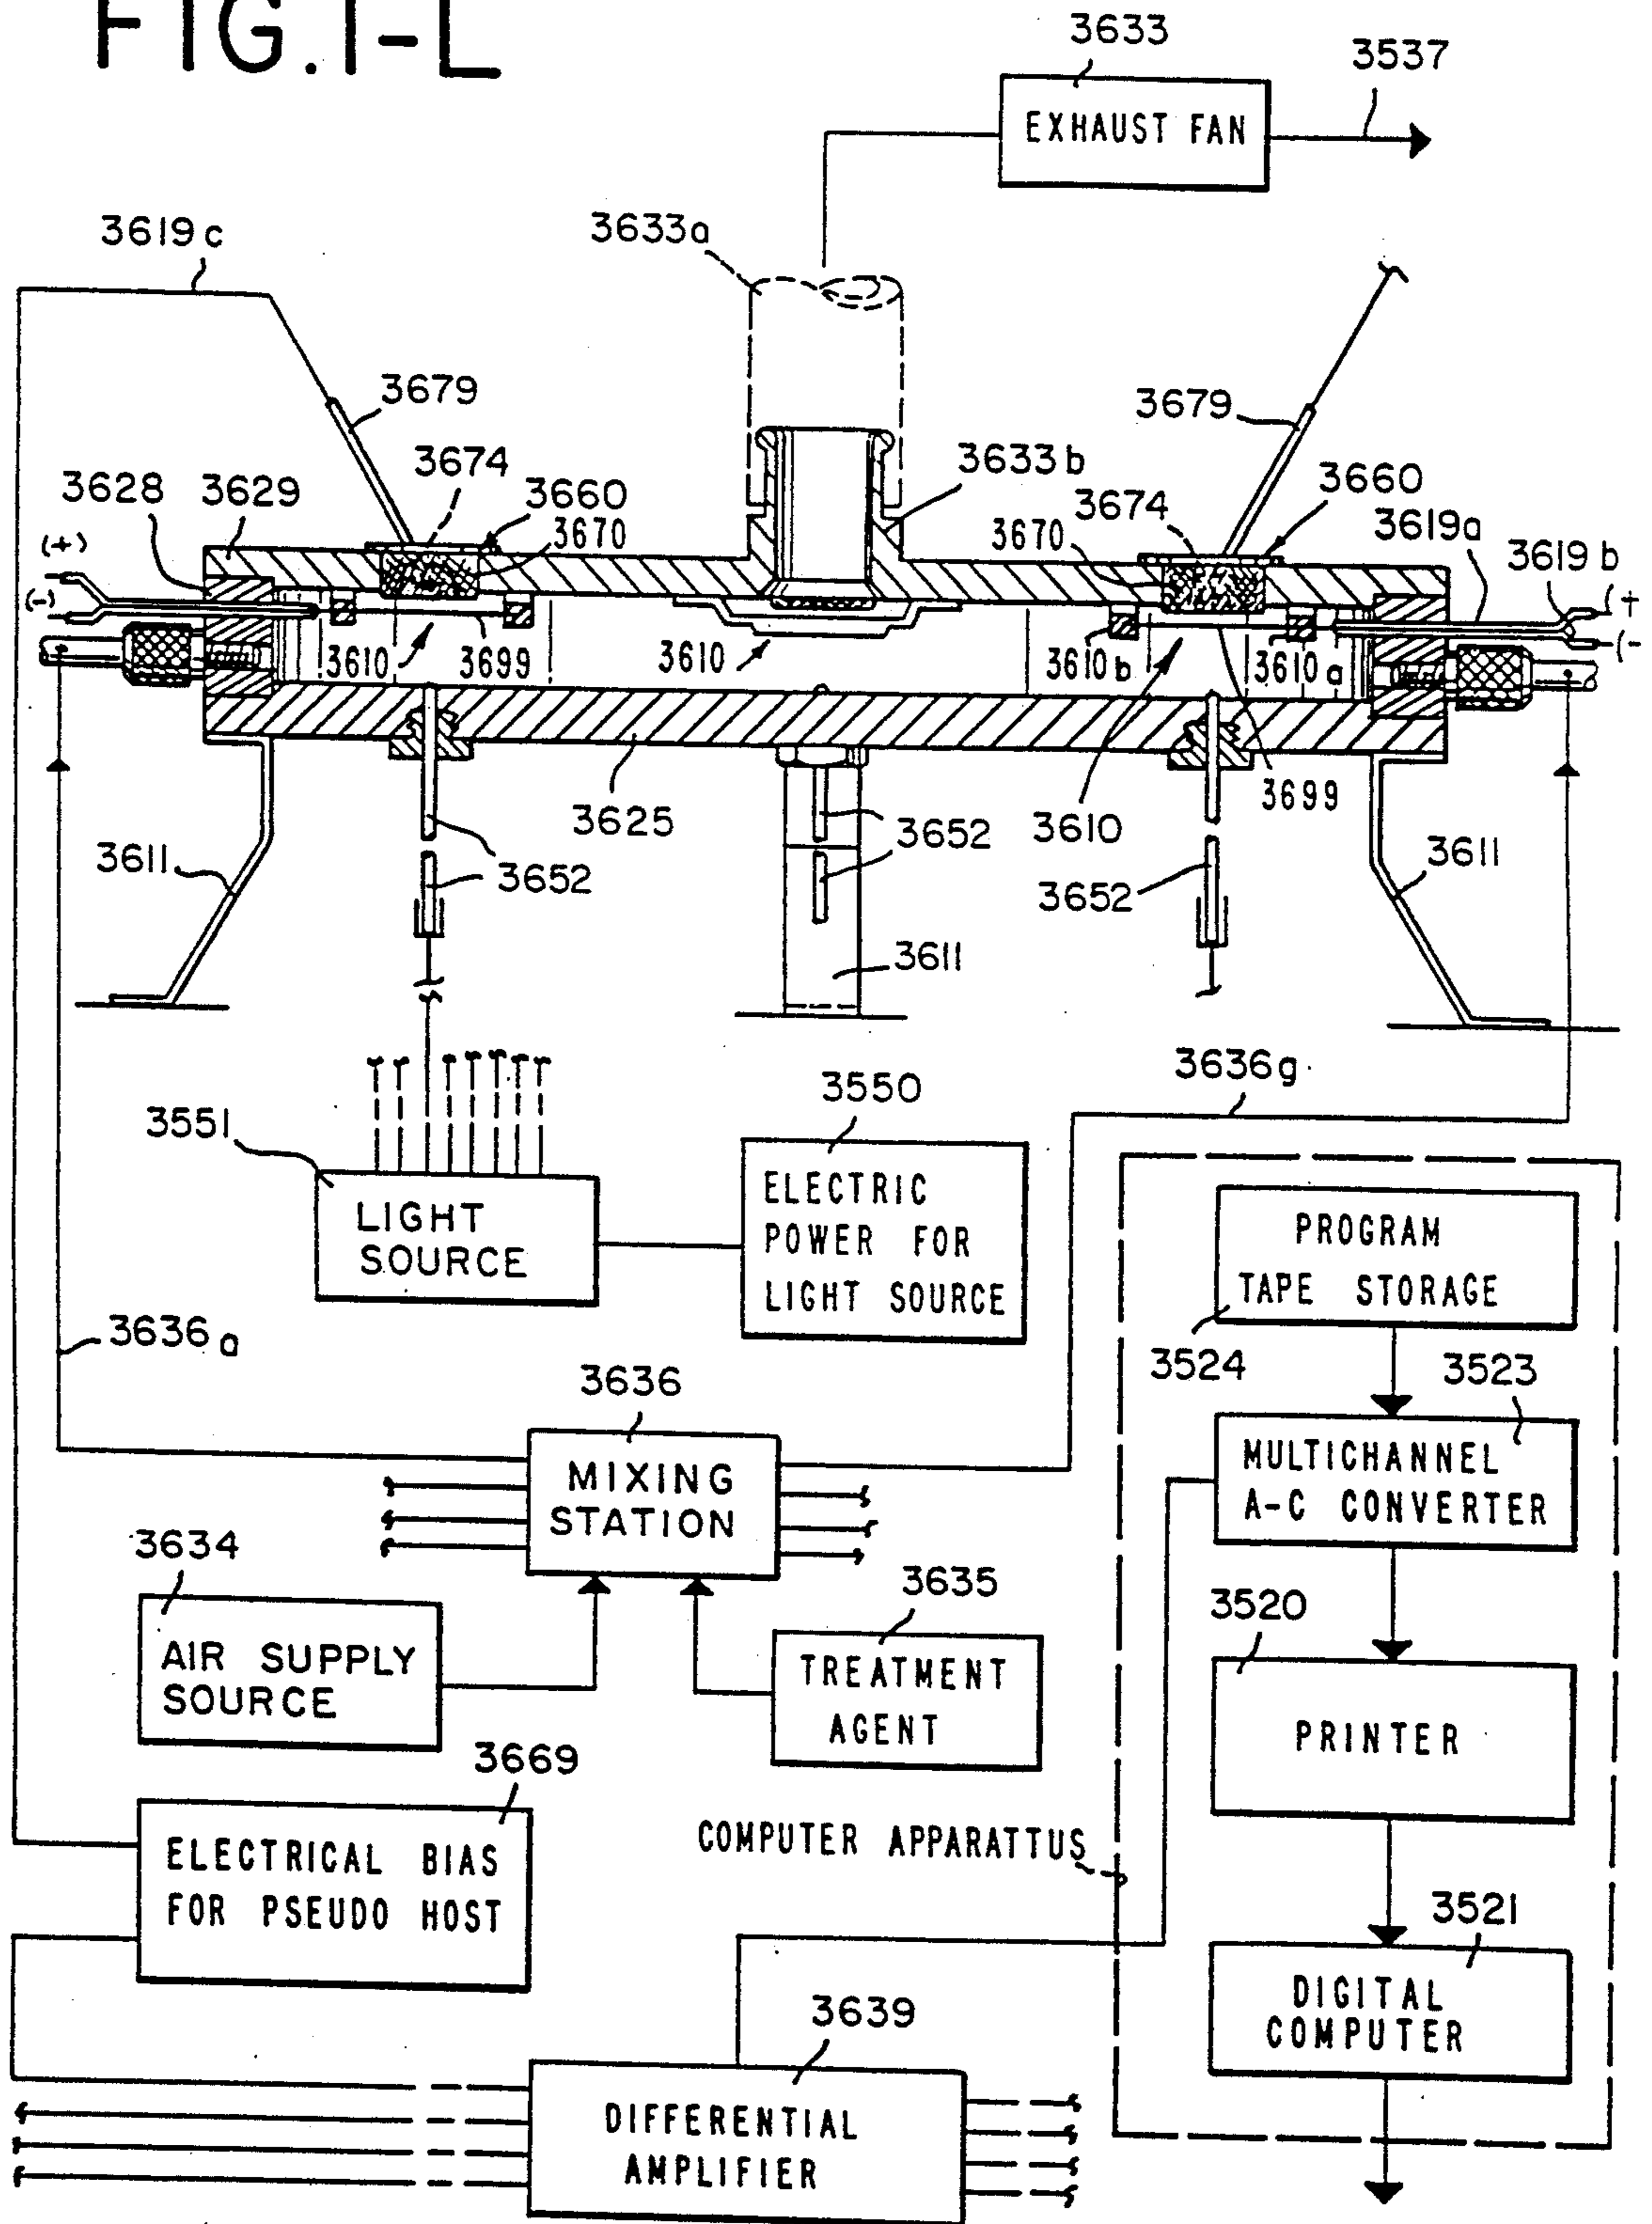 FIG.1-L
3633
3537
EXHAUST FAN
3619c
3633a
3679
3679
3674
3633b
3628
3629
3660
3674
3660
3670
3670
3619a
3619b
(+)
(-)
(+
(-
3610
3699
3610
3610b
3610a
3625
3652
3610
3699
3611
3652
3652
3611
3611
3636g
3550
3551
LIGHT
SOURCE
ELECTRIC
POWER FOR
LIGHT SOURCE
PROGRAM
TAPE STORAGE
3636a
3524
3523
3636
MIXING
STATION
MULTICHANNEL
A-C CONVERTER
3634
3635
3520
AIR SUPPLY
SOURCE
TREATMENT
AGENT
PRINTER
3669
COMPUTER APPARATTUS
ELECTRICAL BIAS
FOR PSEUDO HOST
3521
DIGITAL
COMPUTER
3639
DIFFERENTIAL
AMPLIFIER